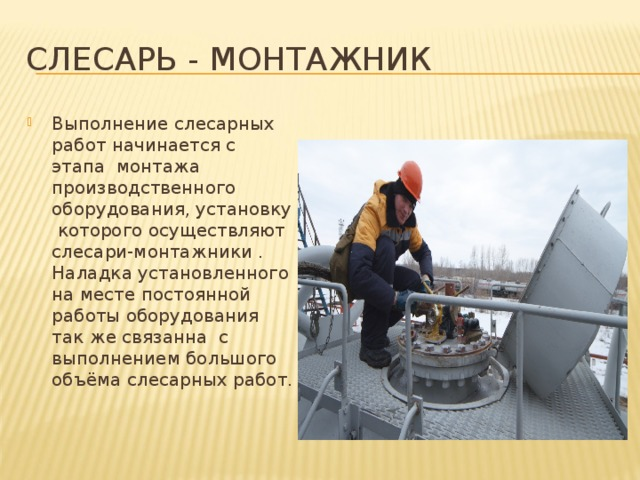 СЛЕСАРЬ - МОНТАЖНИК
Выполнение слесарных
работ начинается с
этапа монтажа
производственного
оборудования, установку
которого осуществляют
слесари-монтажники .
Наладка установленного
на месте постоянной
работы оборудования
так же связанна с
выполнением большого
объёма слесарных работ.